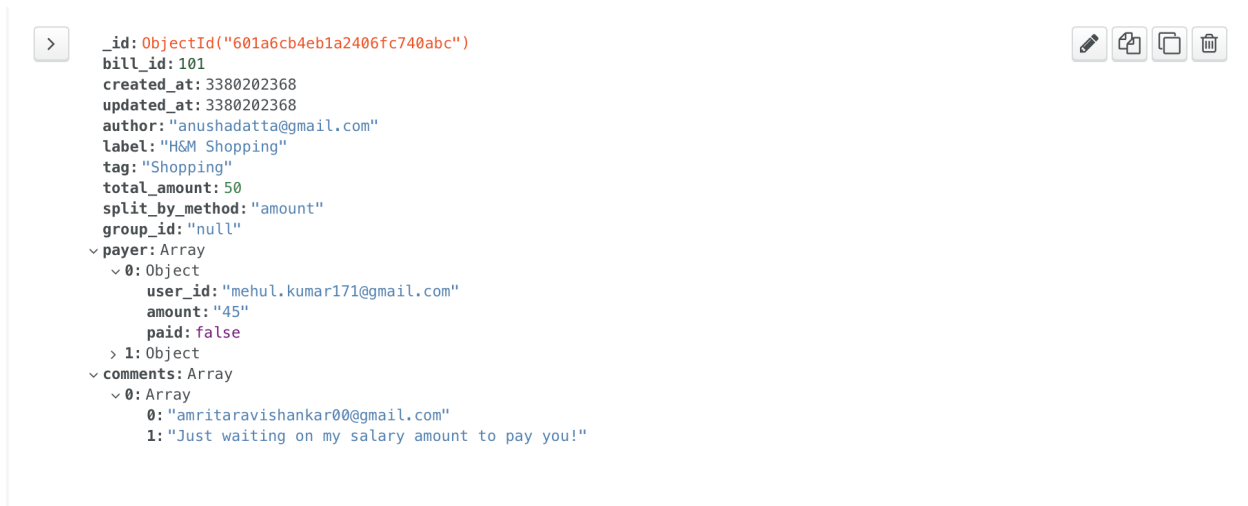 _id: ObjectId("601a6cb4eb1a2406fc740abc")
bill_id: 101
created_at: 3380202368
updated_at: 3380202368
author: "anushadatta@gmail.com"
label: "H&M Shopping"
tag: "Shopping"
total_amount: 50
split_by_method: "amount"
group_id: "null"
payer: Array
0: Object
user_id: "mehul.kumar171@gmail.com"
amount: "45"
paid: false
1: Object
comments: Array
0: Array
0: "amritaravishankar00@gmail.com"
1: "Just waiting on my salary amount to pay you!"